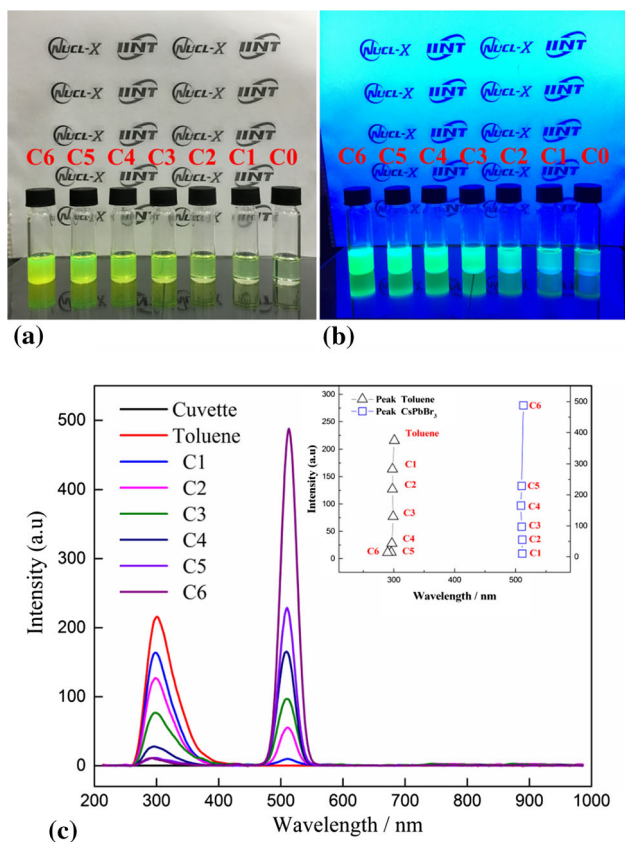 NUCL-X IINT NUCL-X IINT
NUCL-X IINT NUCL-X IINT
NUCL-X IINT NUCL-X IINT
C6 C5 C4 C3 C2 C1 C0
(a)
NUCL-X IINT NUCL-X IINT
NUCL-X IINT NUCL-X IINT
NUCL-X IINT NUCL-X IINT
C6 C5 C4 C3 C2 C1 C0
(b)
Intensity (a.u)
500
400
300
200
100
0
Cuvette
Toluene
C1
C2
C3
C4
C5
C6
200 300 400 500 600 700 800 900 1000
Wavelength / nm
Peak Toluene
Peak CsPbBr₃
Intensity (a.u)
300
250
200
150
100
50
0
500
400
300
200
100
0
Toluene
C1
C2
C3
C4
C6 C5
C6
C5
C4
C3
C2
C1
300 400 500
Wavelength / nm
(c)